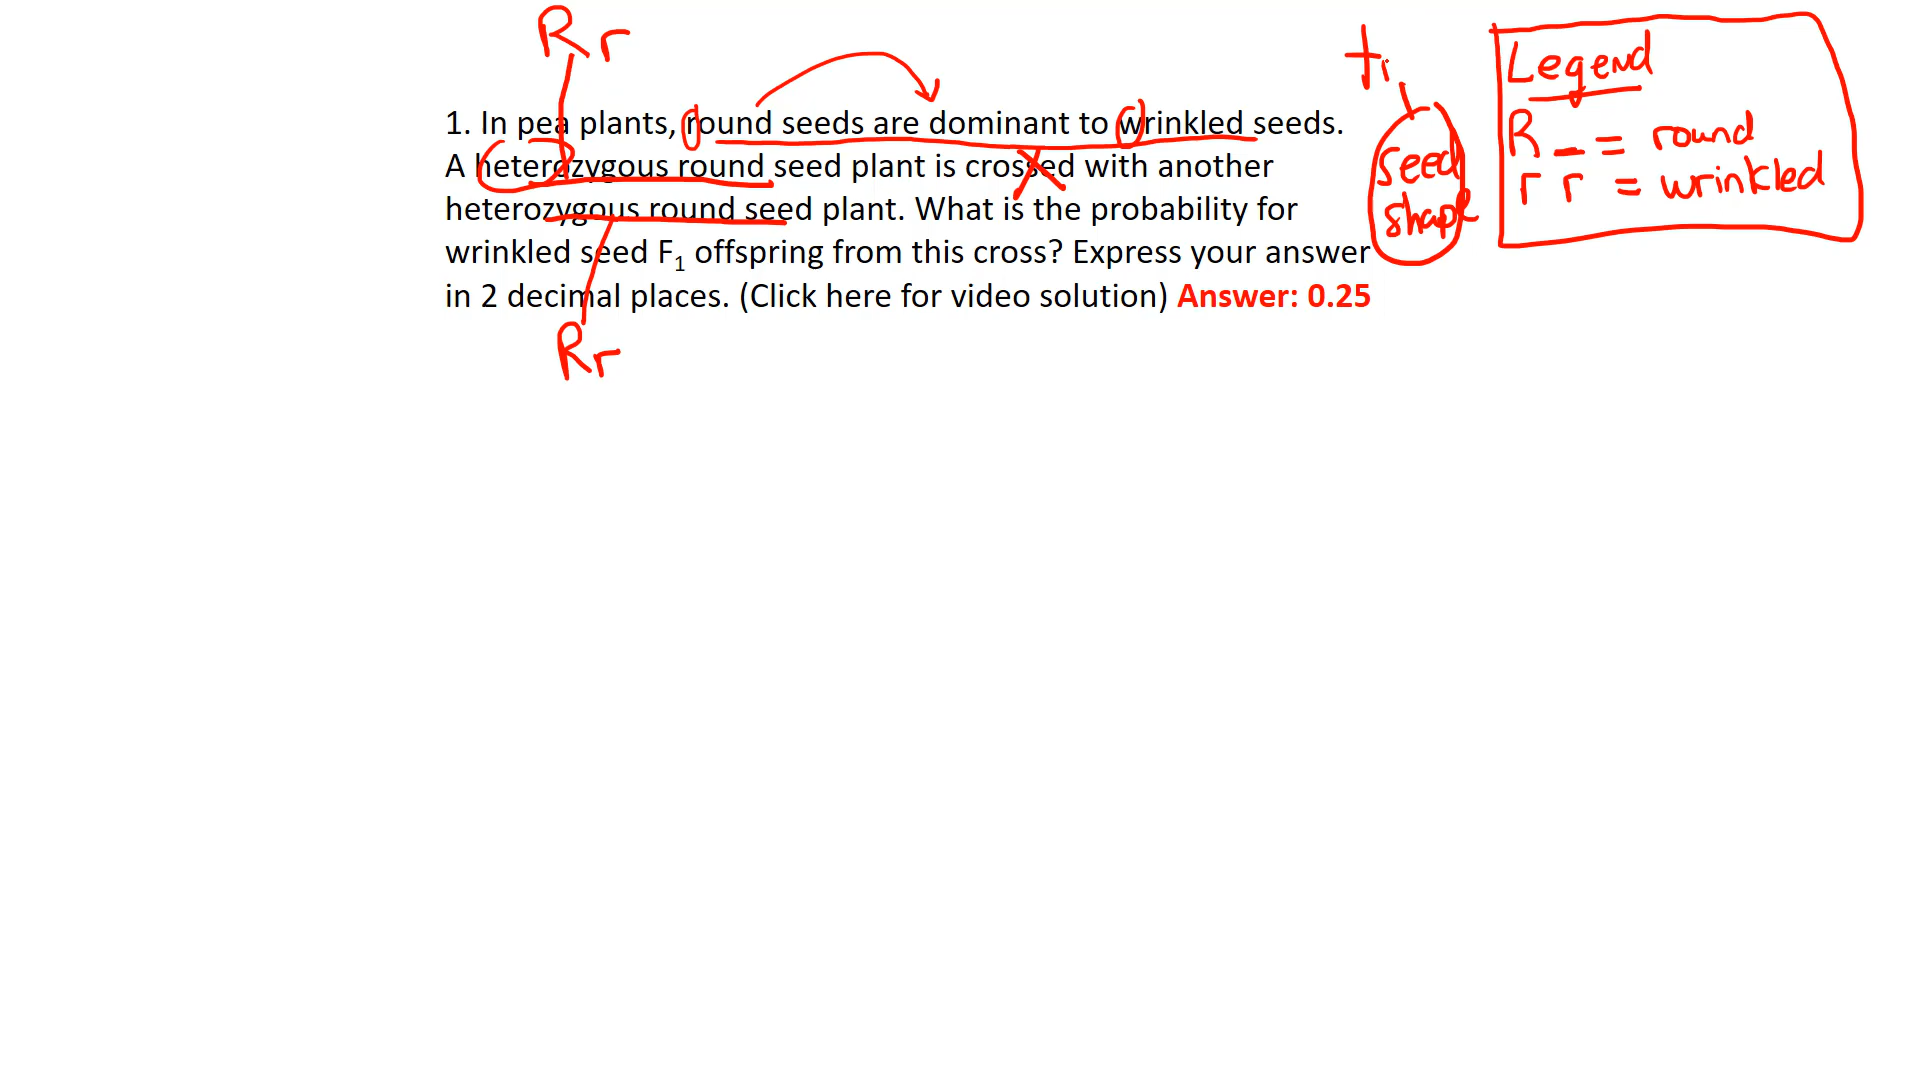 Rr
1. In pea plants, round seeds are dominant to wrinkled seeds.
A heterozygous round seed plant is crossed with another
heterozygous round seed plant. What is the probability for
wrinkled seed F1 offspring from this cross? Express your answer
in 2 decimal places. (Click here for video solution) Answer: 0.25
Rr
X
seed
shape
Legend
R _ = round
r r = wrinkled